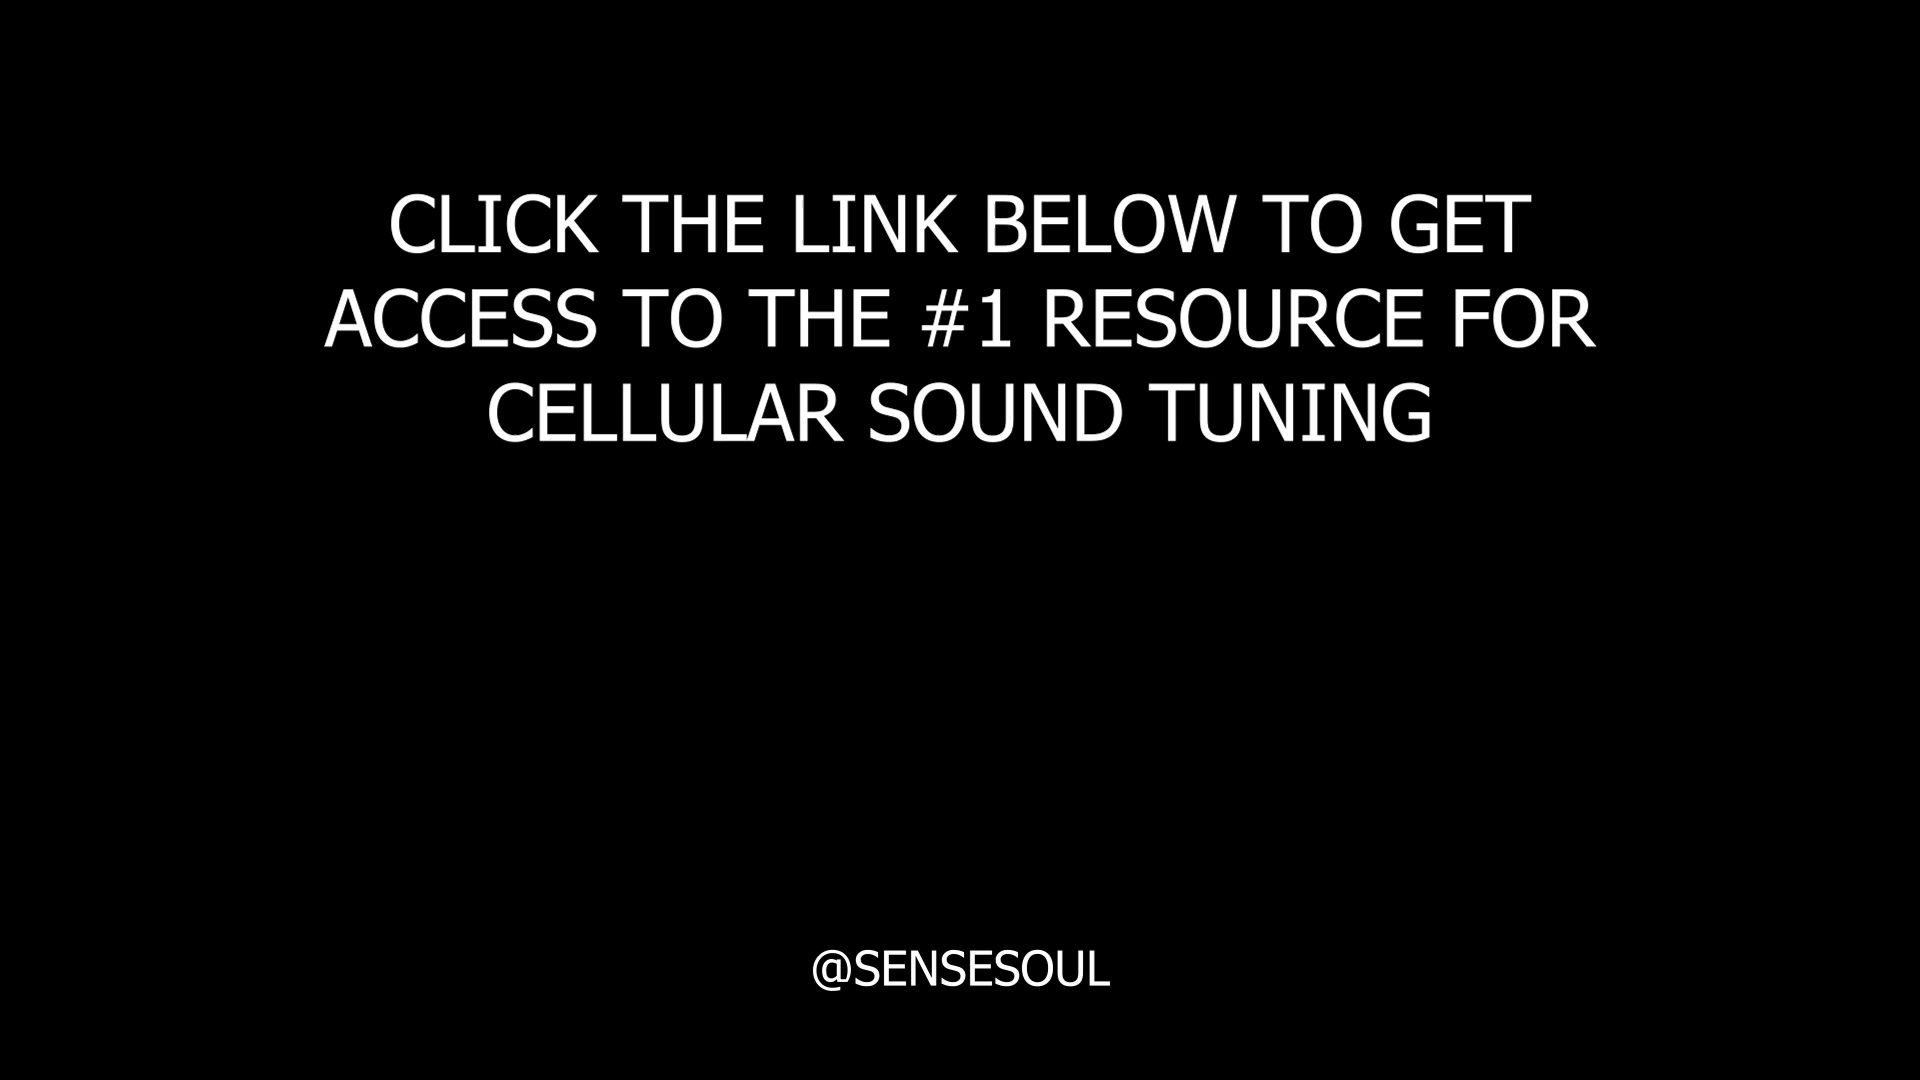 CLICK THE LINK BELOW TO GET
ACCESS TO THE #1 RESOURCE FOR
CELLULAR SOUND TUNING
@SENSESOUL